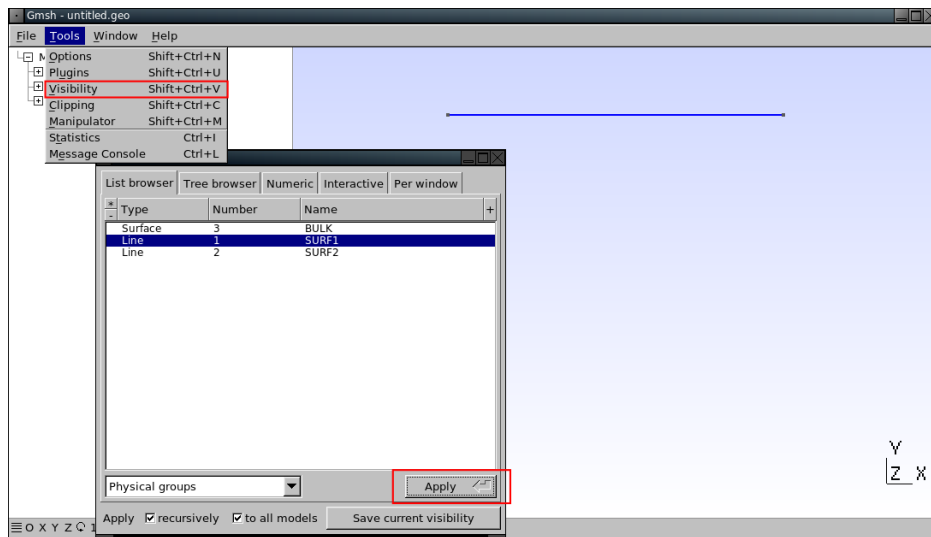 Gmsh - untitled.geo
File Tools Window Help
Options Shift+Ctrl+N
Plugins Shift+Ctrl+U
Visibility Shift+Ctrl+V
Clipping Shift+Ctrl+C
Manipulator Shift+Ctrl+M
Statistics Ctrl+I
Message Console Ctrl+L
List browser Tree browser Numeric Interactive Per window
* - Type Number Name +
Surface 3 BULK
Line 1 SURF1
Line 2 SURF2
Physical groups Apply
Apply recursively to all models Save current visibility
Y
Z X
O X Y Z 1